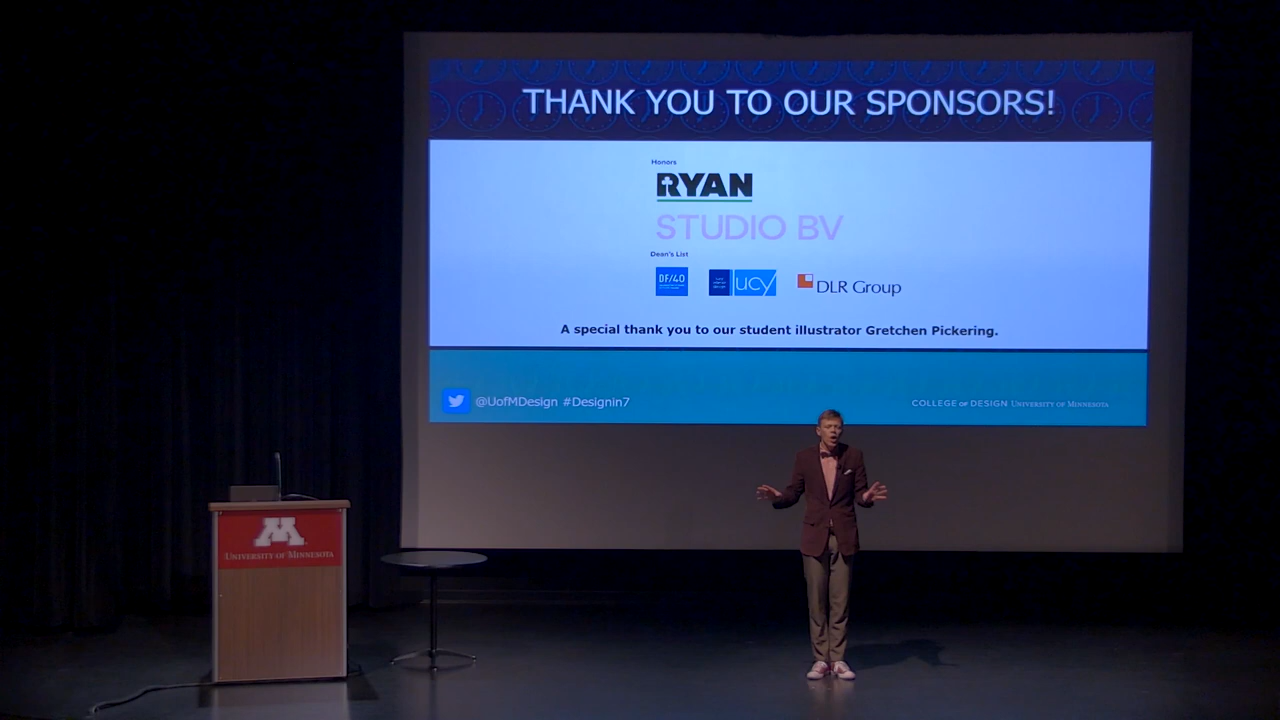 THANK YOU TO OUR SPONSORS!
Honors
RYAN
STUDIO BV
Dean's List
DF/40
ucy
DLR Group
A special thank you to our student illustrator Gretchen Pickering.
@UofMDesign #Designin7
COLLEGE OF DESIGN UNIVERSITY OF MINNESOTA
M
UNIVERSITY OF MINNESOTA